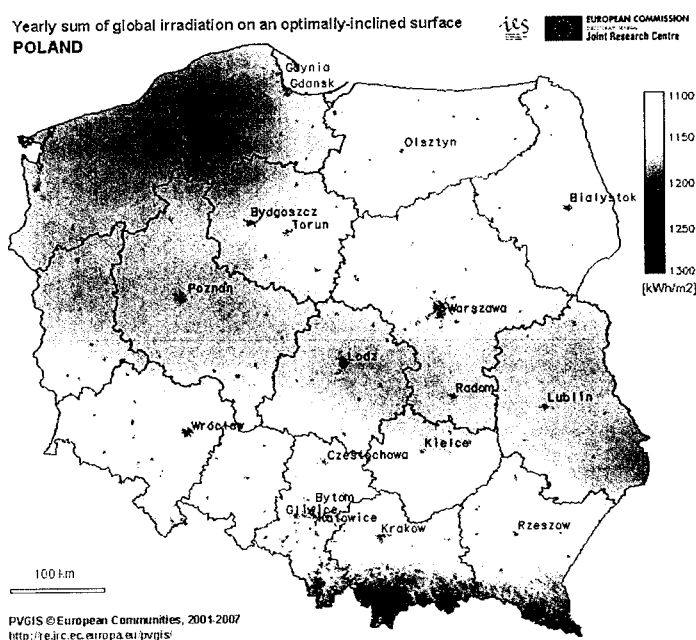 Yearly sum of global irradiation on an optimally-inclined surface
POLAND
ies
EUROPEAN COMMISSION
Joint Research Centre
Gdynia
Gdansk
Olsztyn
Bialystok
Bydgoszcz
Torun
Poznan
Warszawa
Lodz
Radom
Lublin
Wroclaw
Kielce
Czestochowa
Bytom
Gliwice
Katowice
Krakow
Rzeszow
1100
1150
1200
1250
1300
[kWh/m2]
100 km
PVGIS © European Communities, 2001-2007
http://re.jrc.ec.europa.eu/pvgis/